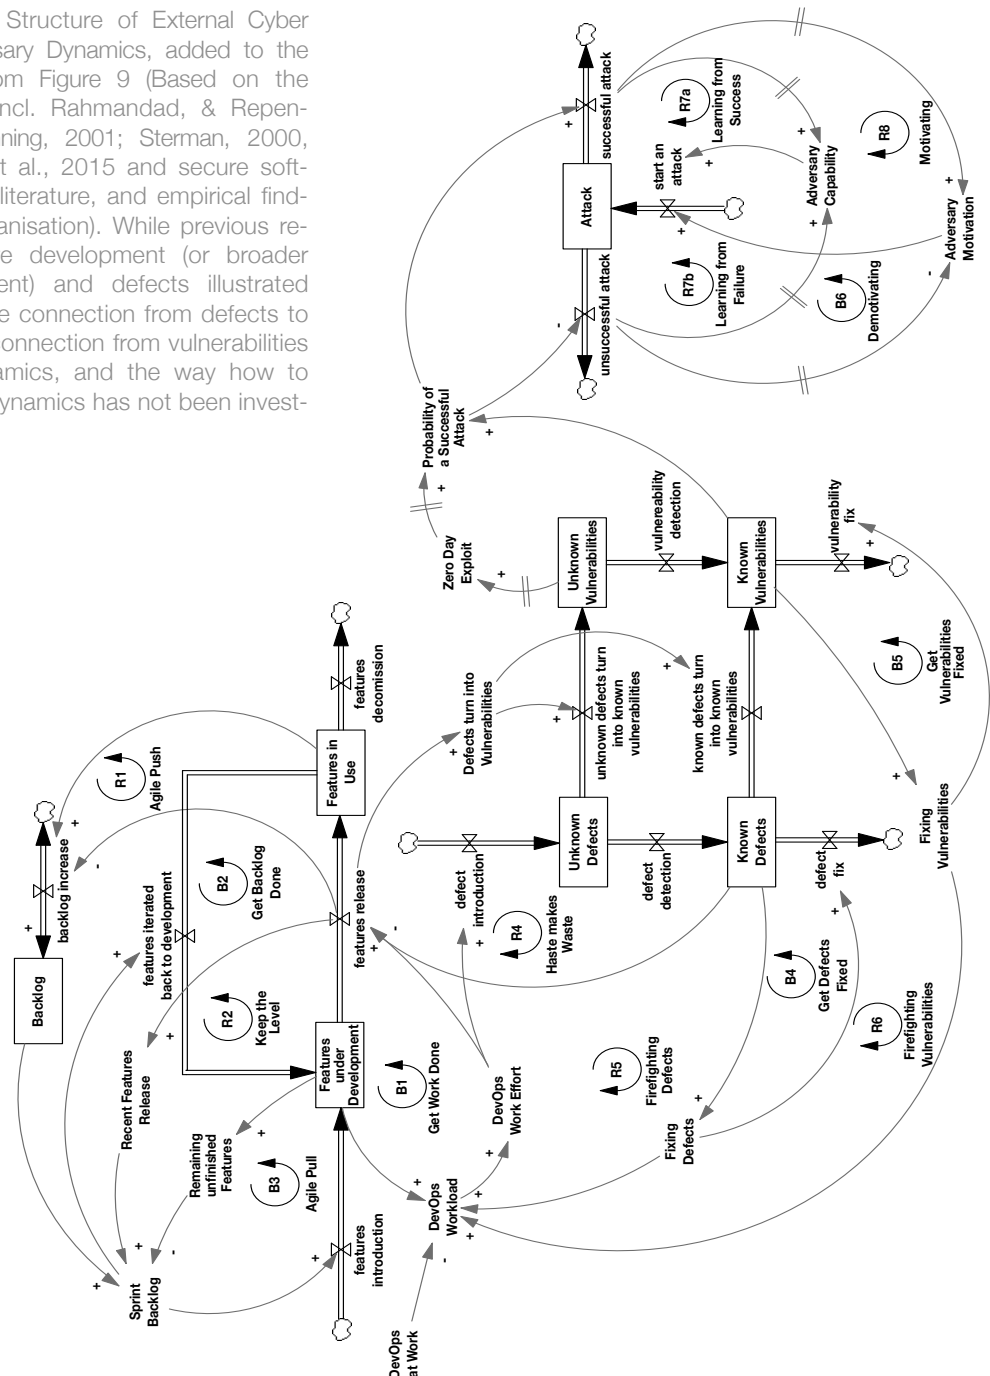 Structure of External Cyber
sary Dynamics, added to the
om Figure 9 (Based on the
ncl. Rahmandad, & Repen-
ning, 2001; Sterman, 2000,
t al., 2015 and secure soft-
literature, and empirical find-
anisation). While previous re-
e development (or broader
ent) and defects illustrated
e connection from defects to
connection from vulnerabilities
amics, and the way how to
dynamics has not been invest-
successful attack
R7a
Learning from
Success
R8
Motivating
start an
attack
Adversary
Capability
Attack
Adversary
Motivation
R7b
Learning from
Failure
B6
Demotivating
unsuccessful attack
Probability of
a Successful
Attack
Zero Day
Exploit
Unknown
Vulnerabilities
vulnereability
detection
Known
Vulnerabilities
vulnerability
fix
B5
Get
Vulnerabilities
Fixed
features
decomission
Defects turn into
Vulnerabilities
unknown defects turn
into known
vulnerabilities
known defects turn
into known
vulnerabilities
Features in
Use
R1
Agile Push
backlog increase
B2
Get Backlog
Done
features iterated
back to development
features release
defect
introduction
Unknown
Defects
defect
detection
Known
Defects
defect
fix
Fixing
Vulnerabilities
R4
Haste makes
Waste
B4
Get Defects
Fixed
Backlog
R2
Keep the
Level
Features
under
Development
B1
Get Work Done
R5
Firefighting
Defects
R6
Firefighting
Vulnerabilities
Recent Features
Release
Remaining
unfinished
Features
B3
Agile Pull
DevOps
Work Effort
Fixing
Defects
DevOps
Workload
Sprint
Backlog
features
introduction
DevOps
at Work